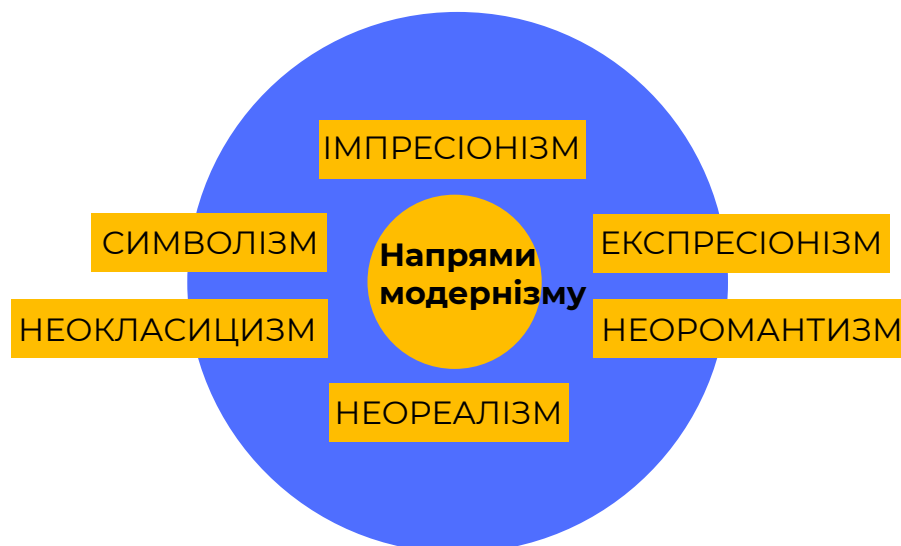 ІМПРЕСІОНІЗМ
СИМВОЛІЗМ
ЕКСПРЕСІОНІЗМ
Напрями
модернізму
НЕОКЛАСИЦИЗМ
НЕОРОМАНТИЗМ
НЕОРЕАЛІЗМ